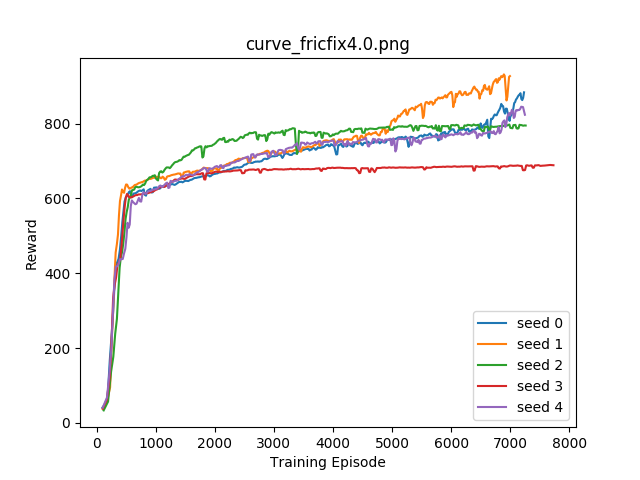 curve_fricfix4.0.png
Reward
800
600
400
200
0
0 1000 2000 3000 4000 5000 6000 7000 8000
Training Episode
seed 0
seed 1
seed 2
seed 3
seed 4